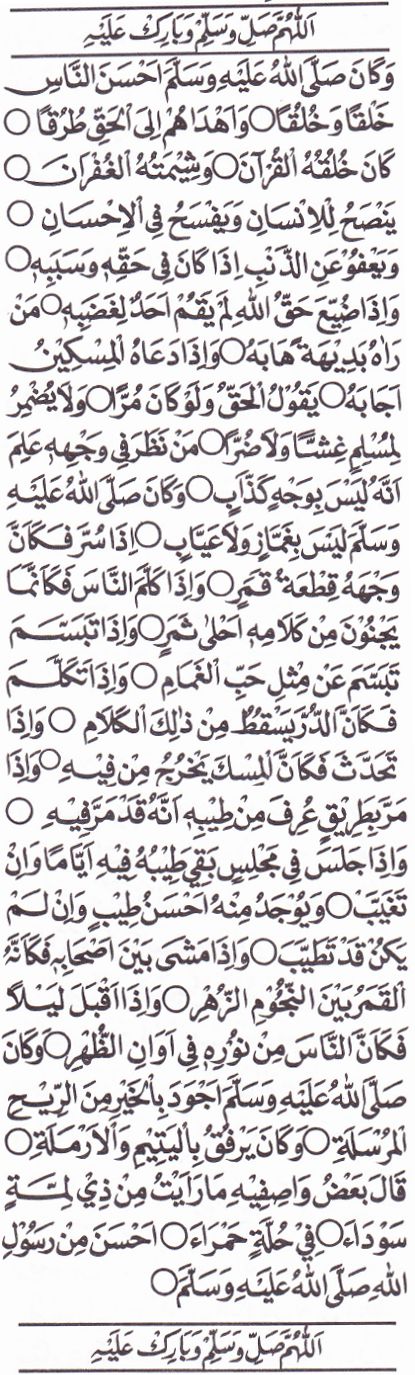 اَللّٰهُمَّ صَلِّ وَسَلِّمْ وَبَارِكْ عَلَيْهِ
وَكَانَ صَلَّى اللهُ عَلَيْهِ وَسَلَّمَ اَحْسَنَ النَّاسِ
خَلْقًا وَخُلُقًا○ وَاَهْدَاهُمْ اِلَى الْحَقِّ طُرُقًا○
كَانَ خُلُقُهُ الْقُرْآنَ○ وَشِيْمَتُهُ الْغُفْرَانَ○
يَنْصَحُ لِلْاِنْسَانِ وَيَفْسَحُ فِى الْاِحْسَانِ○
وَيَعْفُوْ عَنِ الذَّنْبِ اِذَا كَانَ فِى حَقِّهٖ وَسَبَبِهٖ○
وَاِذَا ضُيِّعَ حَقُّ اللهِ لَمْ يَقُمْ اَحَدٌ لِغَضَبِهٖ○ مَنْ
رَاٰهُ بَدِيْهَةً هَابَهُ○ وَاِذَا دَعَاهُ الْمِسْكِيْنُ
اَجَابَهُ○ يَقُوْلُ الْحَقَّ وَلَوْ كَانَ مُرًّا○ وَلَا يُضْمِرُ
لِمُسْلِمٍ غِشًّا وَلَا ضُرًّا○ مَنْ نَظَرَ فِى وَجْهِهٖ عَلِمَ
اَنَّهُ لَيْسَ بِوَجْهِ كَذَّابٍ○ وَكَانَ صَلَّى اللهُ عَلَيْهِ
وَسَلَّمَ لَيْسَ بِغَمَّازٍ وَلَا عَيَّابٍ○ اِذَا سُرَّ فَكَاَنَّ
وَجْهَهُ قِطْعَةُ قَمَرٍ○ وَاِذَا كَلَّمَ النَّاسَ فَكَاَنَّمَا
يَجْنُوْنَ مِنْ كَلَامِهٖ اَحْلٰى ثَمَرٍ○ وَاِذَا تَبَسَّمَ
تَبَسَّمَ عَنْ مِثْلِ حَبِّ الْغَمَامِ○ وَاِذَا تَكَلَّمَ
فَكَاَنَّ الدُّرَّ يَسْقُطُ مِنْ ذٰلِكَ الْكَلَامِ○ وَاِذَا
تَحَدَّثَ فَكَاَنَّ الْمِسْكَ يَخْرُجُ مِنْ فِيْهِ○ وَاِذَا
مَرَّ بِطَرِيْقٍ عُرِفَ مِنْ طِيْبِهٖ اَنَّهُ قَدْ مَرَّ فِيْهِ○
وَاِذَا جَلَسَ فِى مَجْلِسٍ بَقِيَ طِيْبُهُ فِيْهِ اَيَّامًا وَاِنْ
تَغَيَّبَ○ وَيُوْجَدُ مِنْهُ اَحْسَنُ طِيْبٍ وَاِنْ لَمْ
يَكُنْ قَدْ تَطَيَّبَ○ وَاِذَا مَشٰى بَيْنَ اَصْحَابِهٖ فَكَاَنَّهُ
الْقَمَرُ بَيْنَ النُّجُوْمِ الزُّهْرِ○ وَاِذَا اَقْبَلَ لَيْلًا
فَكَاَنَّ النَّاسَ مِنْ نُوْرِهٖ فِى اَوَانِ الظُّهْرِ○ وَكَانَ
صَلَّى اللهُ عَلَيْهِ وَسَلَّمَ اَجْوَدَ بِالْخَيْرِ مِنَ الرِّيْحِ
الْمُرْسَلَةِ○ وَكَانَ يَرْفُقُ بِالْيَتِيْمِ وَالْاَرْمَلَةِ○
قَالَ بَعْضُ وَاصِفِيْهِ مَا رَاَيْتُ مِنْ ذِيْ لِمَّةٍ
سَوْدَاءَ○ فِيْ حُلَّةٍ حَمْرَاءَ○ اَحْسَنَ مِنْ رَسُوْلِ
اللهِ صَلَّى اللهُ عَلَيْهِ وَسَلَّمَ○
اَللّٰهُمَّ صَلِّ وَسَلِّمْ وَبَارِكْ عَلَيْهِ